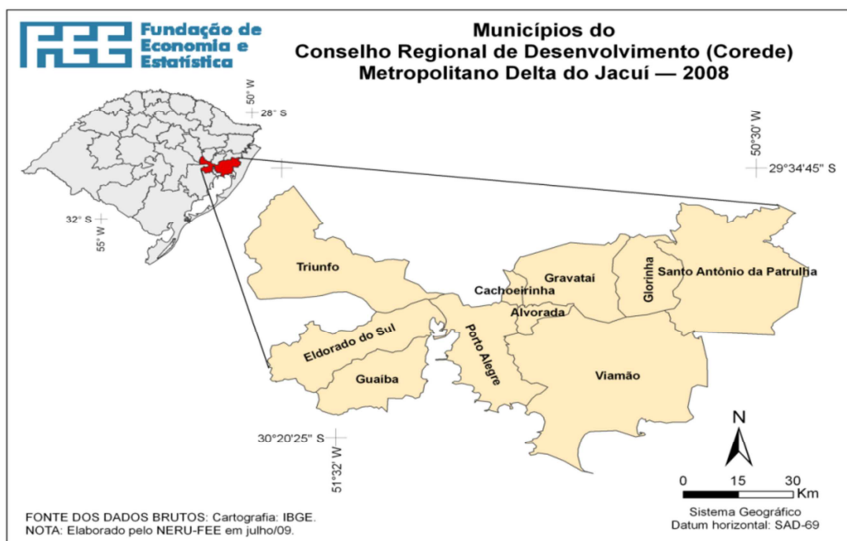 FEE Fundação de
Economia e
Estatística
Municípios do
Conselho Regional de Desenvolvimento (Corede)
Metropolitano Delta do Jacuí — 2008
50° W
28° S
32° S
55° W
50°30' W
29°34'45" S
Triunfo
Cachoeirinha
Gravatai
Glorinha
Santo Antônio da Patrulha
Alvorada
Eldorado do Sul
Porto Alegre
Guaíba
Viamão
30°20'25" S
51°32' W
N
0 15 30
Km
Sistema Geográfico
Datum horizontal: SAD-69
FONTE DOS DADOS BRUTOS: Cartografia: IBGE.
NOTA: Elaborado pelo NERU-FEE em julho/09.